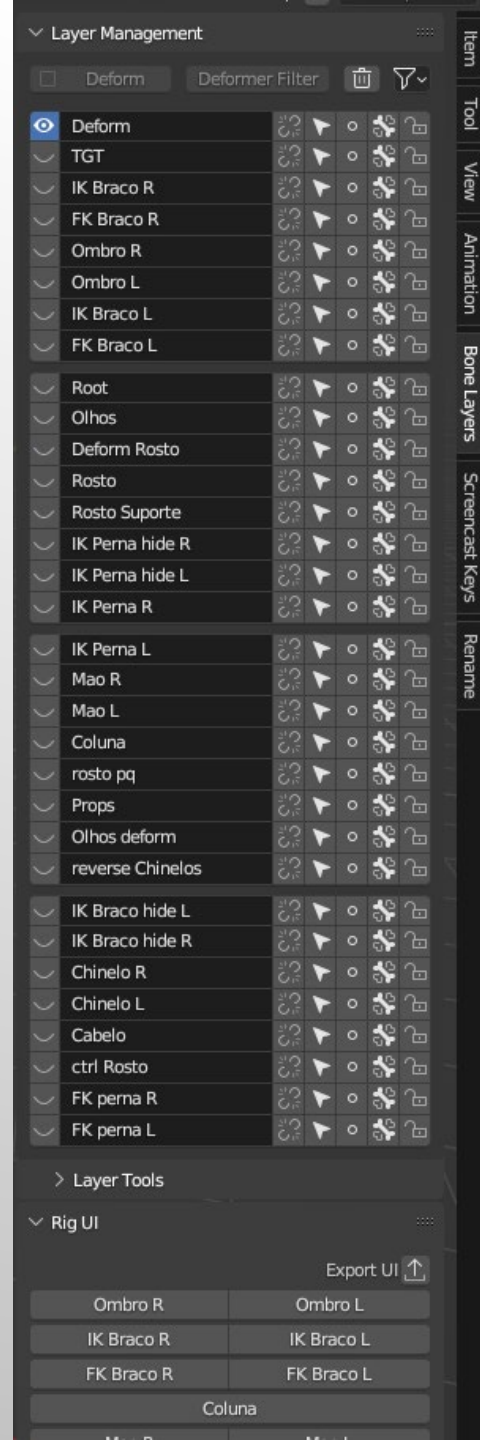 Layer Management
Deform Deformer Filter
Deform
TGT
IK Braco R
FK Braco R
Ombro R
Ombro L
IK Braco L
FK Braco L
Root
Olhos
Deform Rosto
Rosto
Rosto Suporte
IK Perna hide R
IK Perna hide L
IK Perna R
IK Perna L
Mao R
Mao L
Coluna
rosto pq
Props
Olhos deform
reverse Chinelos
IK Braco hide L
IK Braco hide R
Chinelo R
Chinelo L
Cabelo
ctrl Rosto
FK perna R
FK perna L
Layer Tools
Rig UI
Export UI
Ombro R Ombro L
IK Braco R IK Braco L
FK Braco R FK Braco L
Coluna
Item
Tool
View
Animation
Bone Layers
Screencast Keys
Rename